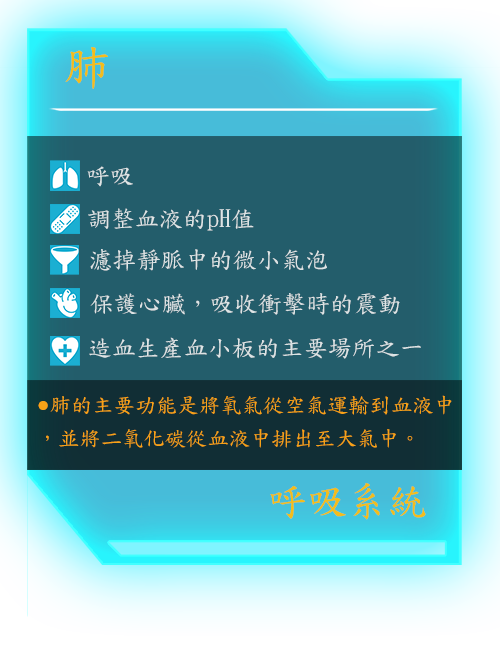 肺
呼吸
調整血液的pH值
濾掉靜脈中的微小氣泡
保護心臟，吸收衝擊時的震動
造血生產血小板的主要場所之一
●肺的主要功能是將氧氣從空氣運輸到血液中
，並將二氧化碳從血液中排出至大氣中。
呼吸系統